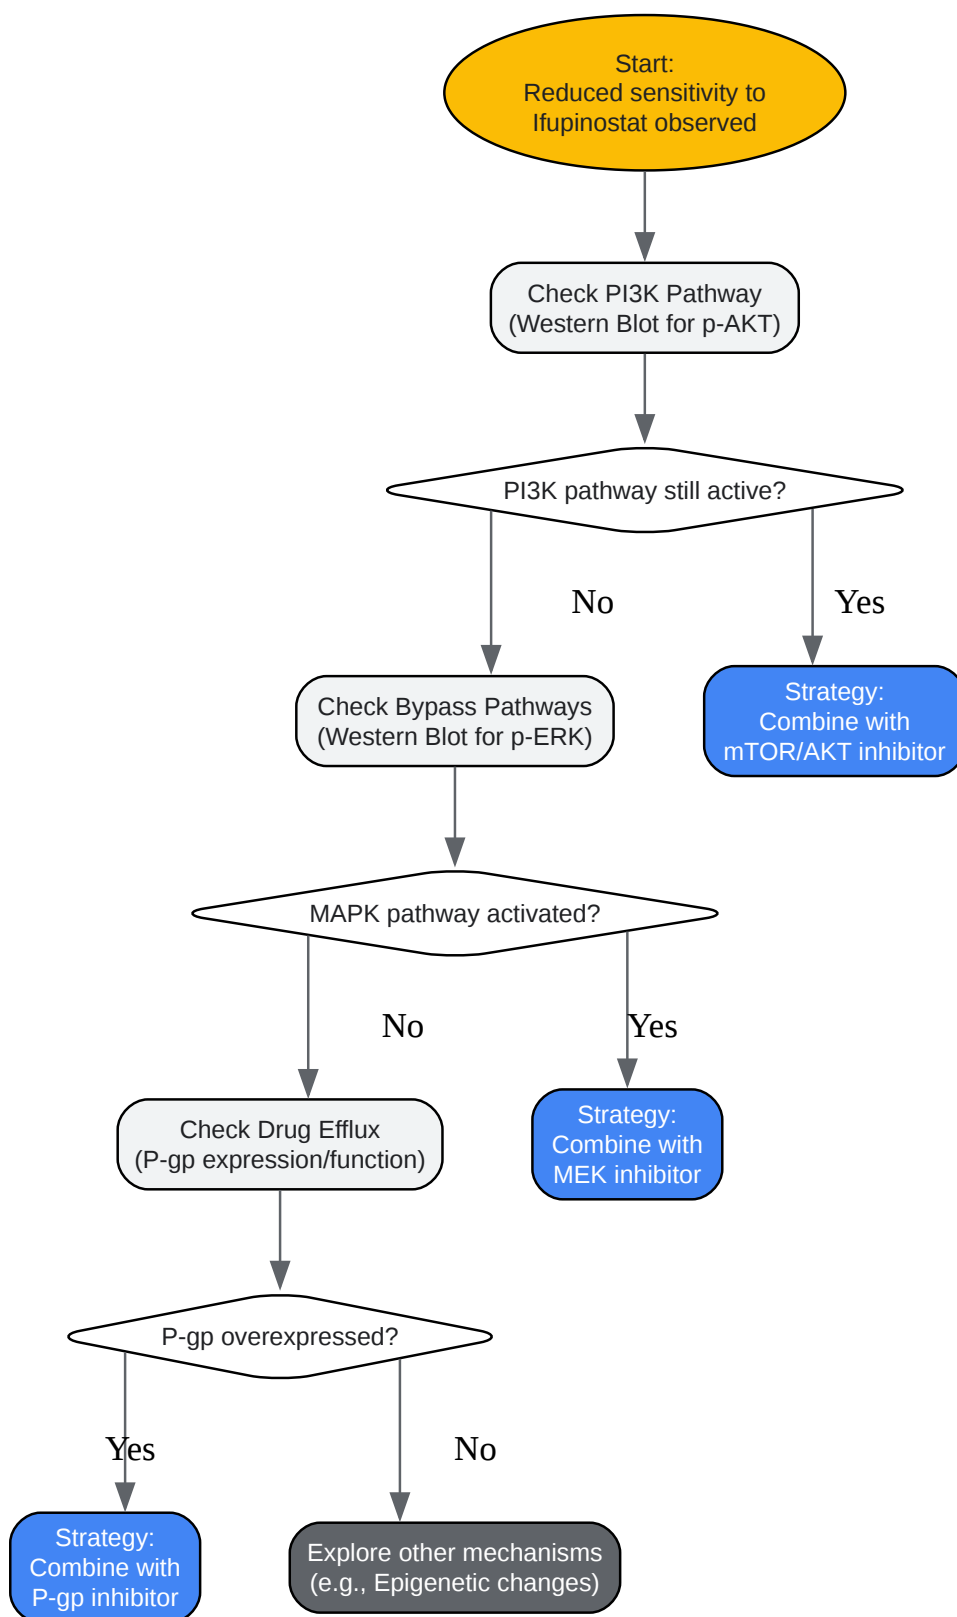 Start:
Reduced sensitivity to
Ifupinostat observed
Check PI3K Pathway
(Western Blot for p-AKT)
PI3K pathway still active?
No
Yes
Check Bypass Pathways
(Western Blot for p-ERK)
Strategy:
Combine with
mTOR/AKT inhibitor
MAPK pathway activated?
No
Yes
Check Drug Efflux
(P-gp expression/function)
Strategy:
Combine with
MEK inhibitor
P-gp overexpressed?
Yes
No
Strategy:
Combine with
P-gp inhibitor
Explore other mechanisms
(e.g., Epigenetic changes)